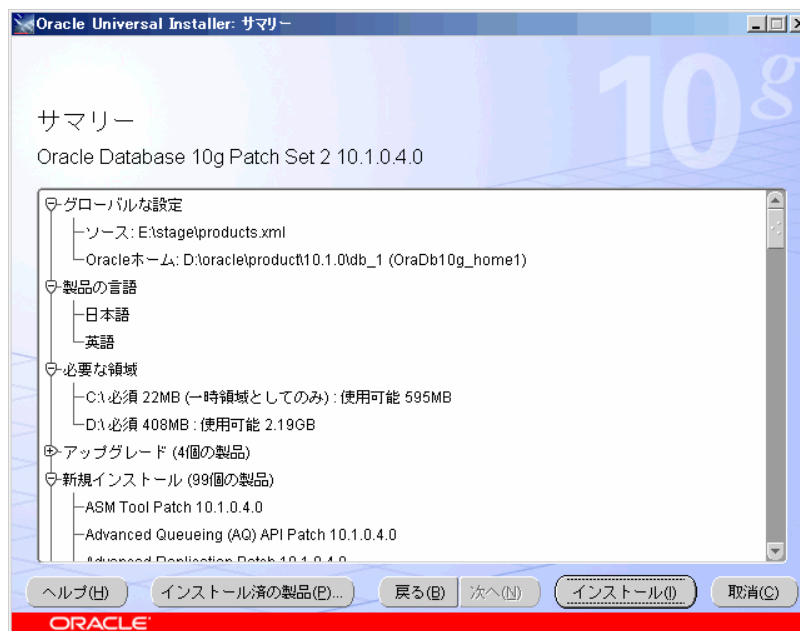 Oracle Universal Installer: サマリー
10g
サマリー
Oracle Database 10g Patch Set 2 10.1.0.4.0
グローバルな設定
ソース: E:\stage\products.xml
Oracleホーム: D:\oracle\product\10.1.0\db_1 (OraDb10g_home1)
製品の言語
日本語
英語
必要な領域
C:\ 必須 22MB (一時領域としてのみ) : 使用可能 595MB
D:\ 必須 408MB : 使用可能 2.19GB
アップグレード (4個の製品)
新規インストール (99個の製品)
ASM Tool Patch 10.1.0.4.0
Advanced Queueing (AQ) API Patch 10.1.0.4.0
Advanced Replication Patch 10.1.0.4.0
ヘルプ(H) インストール済の製品(P)... 戻る(B) 次へ(N) インストール(I) 取消(C)
ORACLE